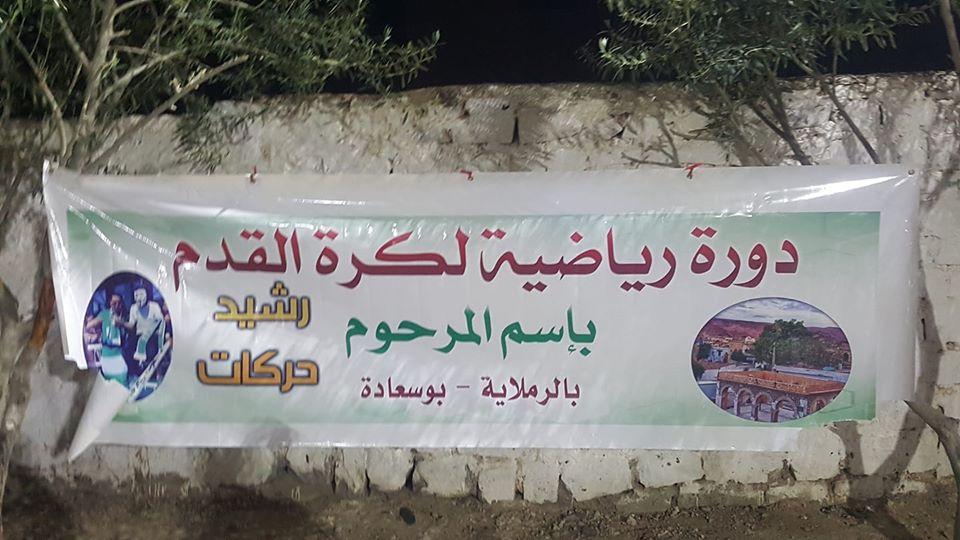 دورة رياضية لكرة القدم
بإسم المرحوم
رشيد
حركات
بالرملاية - بوسعادة